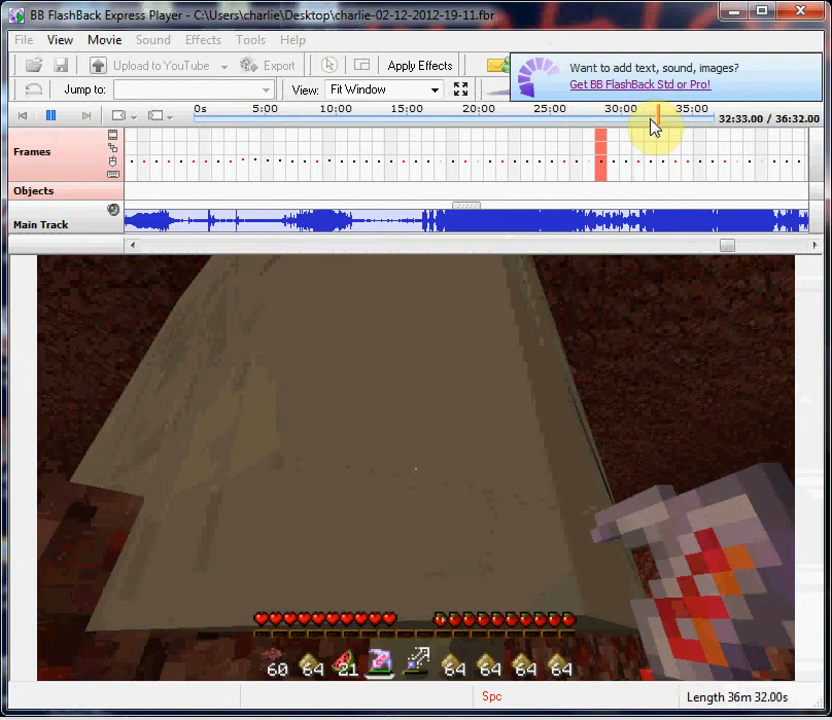 BB FlashBack Express Player - C:\Users\charlie\Desktop\charlie-02-12-2012-19-11.fbr
File View Movie Sound Effects Tools Help
Upload to YouTube Export Apply Effects
Want to add text, sound, images?
Get BB FlashBack Std or Pro!
Jump to: View: Fit Window
0s 5:00 10:00 15:00 20:00 25:00 30:00 35:00
32:33.00 / 36:32.00
Frames
Objects
Main Track
60 64 21 64 64 64 64
Spc Length 36m 32.00s